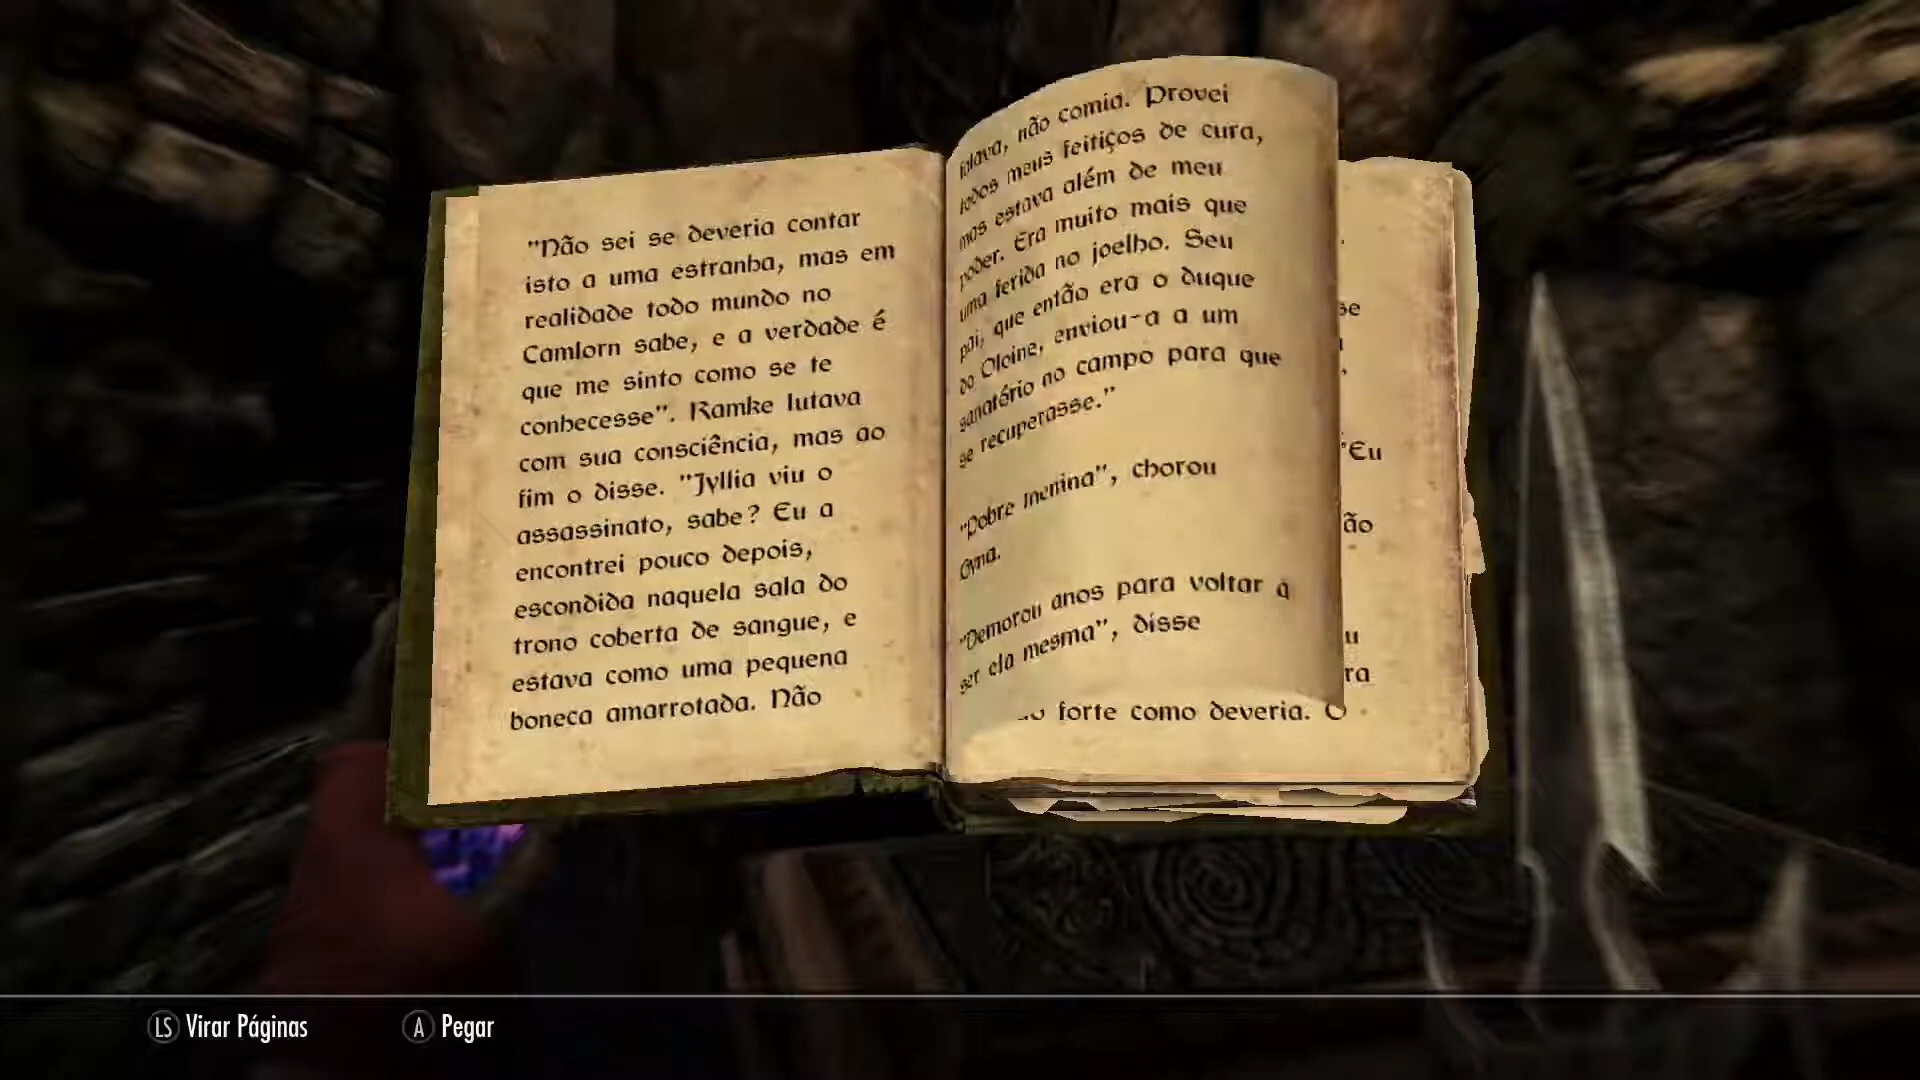 "Não sei se deveria contar
isto a uma estranha, mas em
realidade todo mundo no
Camlorn sabe, e a verdade é
que me sinto como se te
conhecesse". Ramke lutava
com sua consciência, mas ao
fim o disse. "Jyllia viu o
assassinato, sabe? Eu a
encontrei pouco depois,
escondida naquela sala do
trono coberta de sangue, e
estava como uma pequena
boneca amarrotada. Não
falava, não comia. Provei
todos meus feitiços de cura,
mas estava além de meu
poder. Era muito mais que
uma ferida no joelho. Seu
pai, que então era o duque
do Oloine, enviou-a a um
sanatério no campo para que
se recuperasse."
"Pobre menina", chorou
Gyna.
"Demorou anos para voltar a
ser ela mesma", disse
forte como deveria. O
se
"Eu
ão
u
ra
LS Virar Páginas
A Pegar